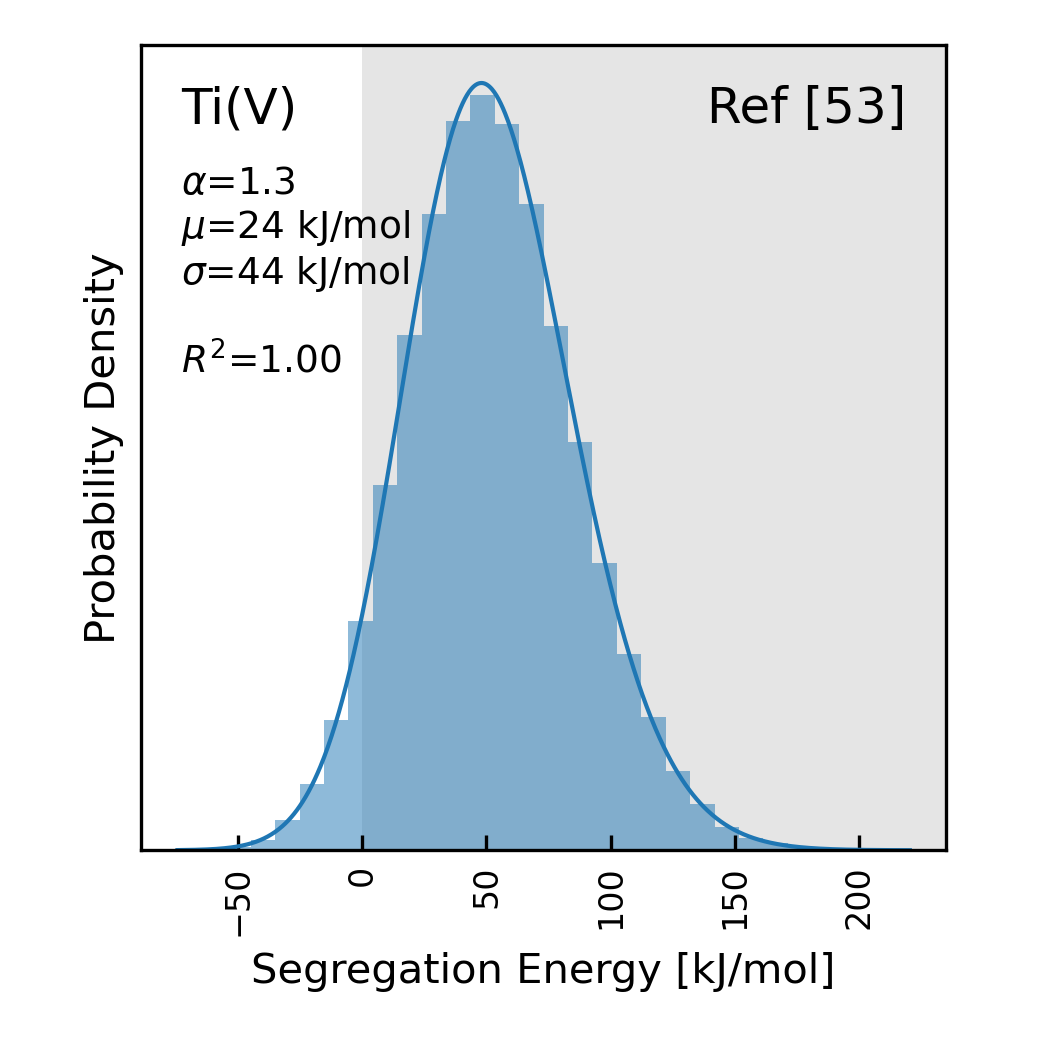 Ti(V)
Ref [53]
α=1.3
μ=24 kJ/mol
σ=44 kJ/mol
R²=1.00
Probability Density
−50 0 50 100 150 200
Segregation Energy [kJ/mol]